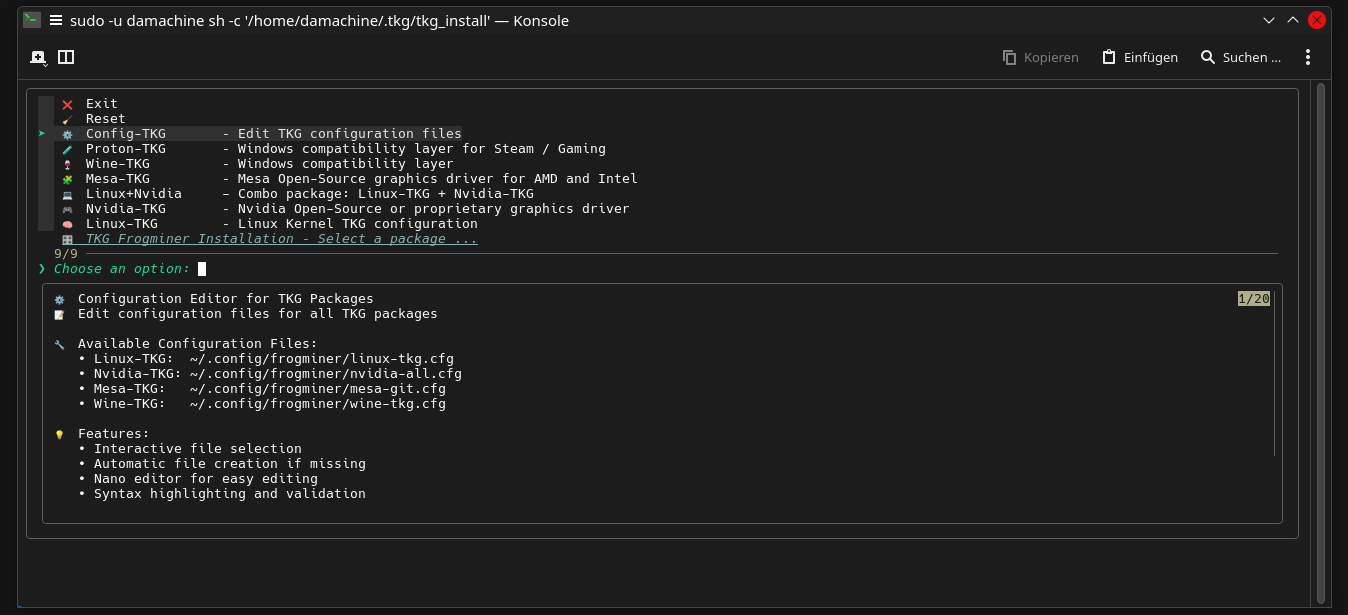 sudo -u damachine sh -c '/home/damachine/.tkg/tkg_install' — Konsole
Kopieren Einfügen Suchen ...
Exit
Reset
Config-TKG - Edit TKG configuration files
Proton-TKG - Windows compatibility layer for Steam / Gaming
Wine-TKG - Windows compatibility layer
Mesa-TKG - Mesa Open-Source graphics driver for AMD and Intel
Linux+Nvidia – Combo package: Linux-TKG + Nvidia-TKG
Nvidia-TKG - Nvidia Open-Source or proprietary graphics driver
Linux-TKG - Linux Kernel TKG configuration
TKG Frogminer Installation - Select a package ...
9/9
❯ Choose an option:
Configuration Editor for TKG Packages 1/20
Edit configuration files for all TKG packages
Available Configuration Files:
• Linux-TKG: ~/.config/frogminer/linux-tkg.cfg
• Nvidia-TKG: ~/.config/frogminer/nvidia-all.cfg
• Mesa-TKG: ~/.config/frogminer/mesa-git.cfg
• Wine-TKG: ~/.config/frogminer/wine-tkg.cfg
Features:
• Interactive file selection
• Automatic file creation if missing
• Nano editor for easy editing
• Syntax highlighting and validation